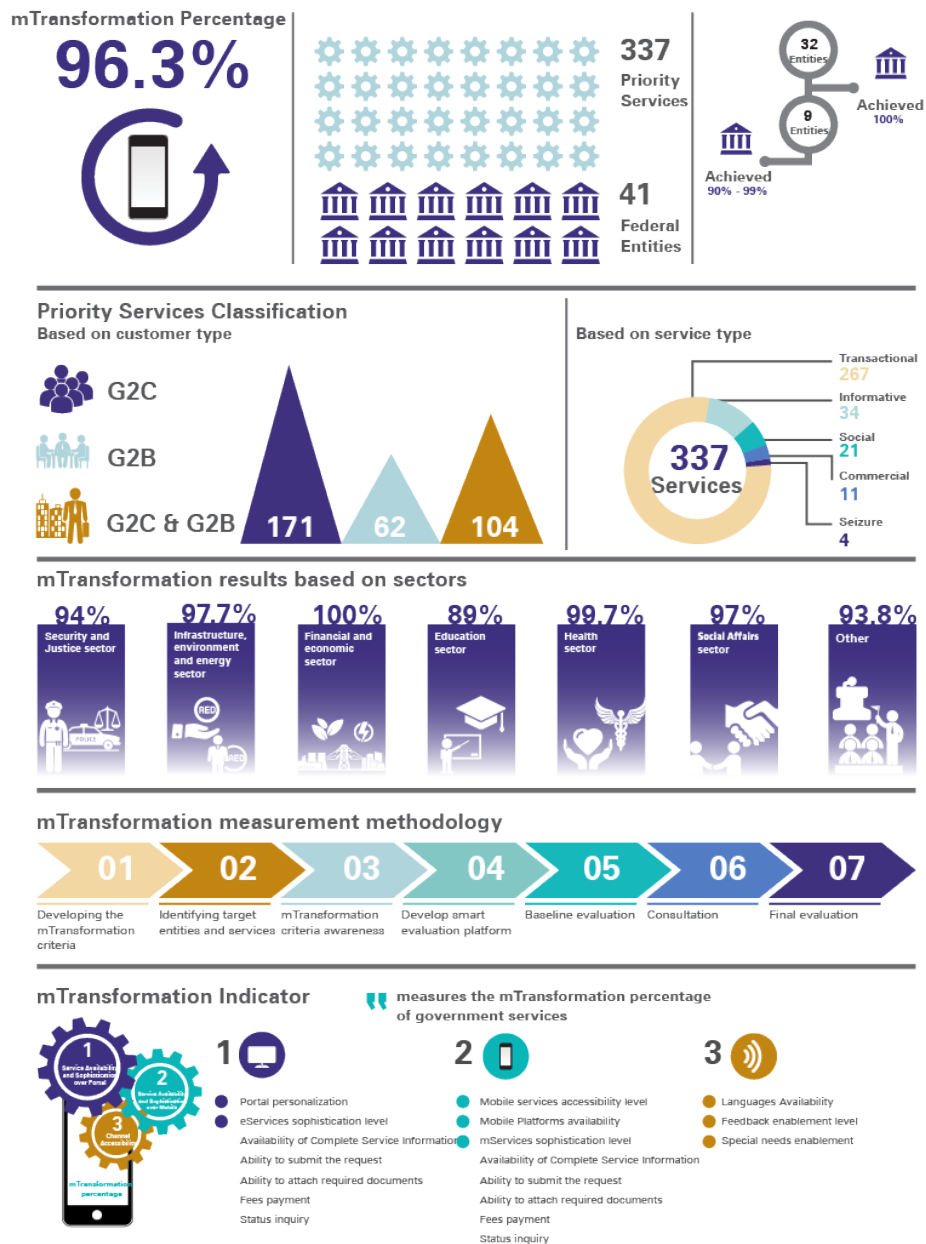 mTransformation Percentage
96.3%
337
Priority
Services
41
Federal
Entities
32
Entities
Achieved
100%
9
Entities
Achieved
90% - 99%
Priority Services Classification
Based on customer type
G2C
G2B
G2C & G2B
171
62
104
Based on service type
337
Services
Transactional
267
Informative
34
Social
21
Commercial
11
Seizure
4
mTransformation results based on sectors
94%
Security and
Justice sector
POLICE
97.7%
Infrastructure,
environment
and energy
sector
RED
RED
100%
Financial and
economic
sector
89%
Education
sector
99.7%
Health
sector
97%
Social Affairs
sector
93.8%
Other
mTransformation measurement methodology
01
Developing the
mTransformation
criteria
02
Identifying target
entities and services
03
mTransformation
criteria awareness
04
Develop smart
evaluation platform
05
Baseline evaluation
06
Consultation
07
Final evaluation
mTransformation Indicator
" measures the mTransformation percentage
of government services
1
Service Availability
and Sophistication
over Portal
2
Service Availability
and Sophistication
over Mobile
3
Channel
Accessibility
mTransformation
percentage
1
Portal personalization
eServices sophistication level
Availability of Complete Service Information
Ability to submit the request
Ability to attach required documents
Fees payment
Status inquiry
2
Mobile services accessibility level
Mobile Platforms availability
mServices sophistication level
Availability of Complete Service Information
Ability to submit the request
Ability to attach required documents
Fees payment
Status inquiry
3
Languages Availability
Feedback enablement level
Special needs enablement